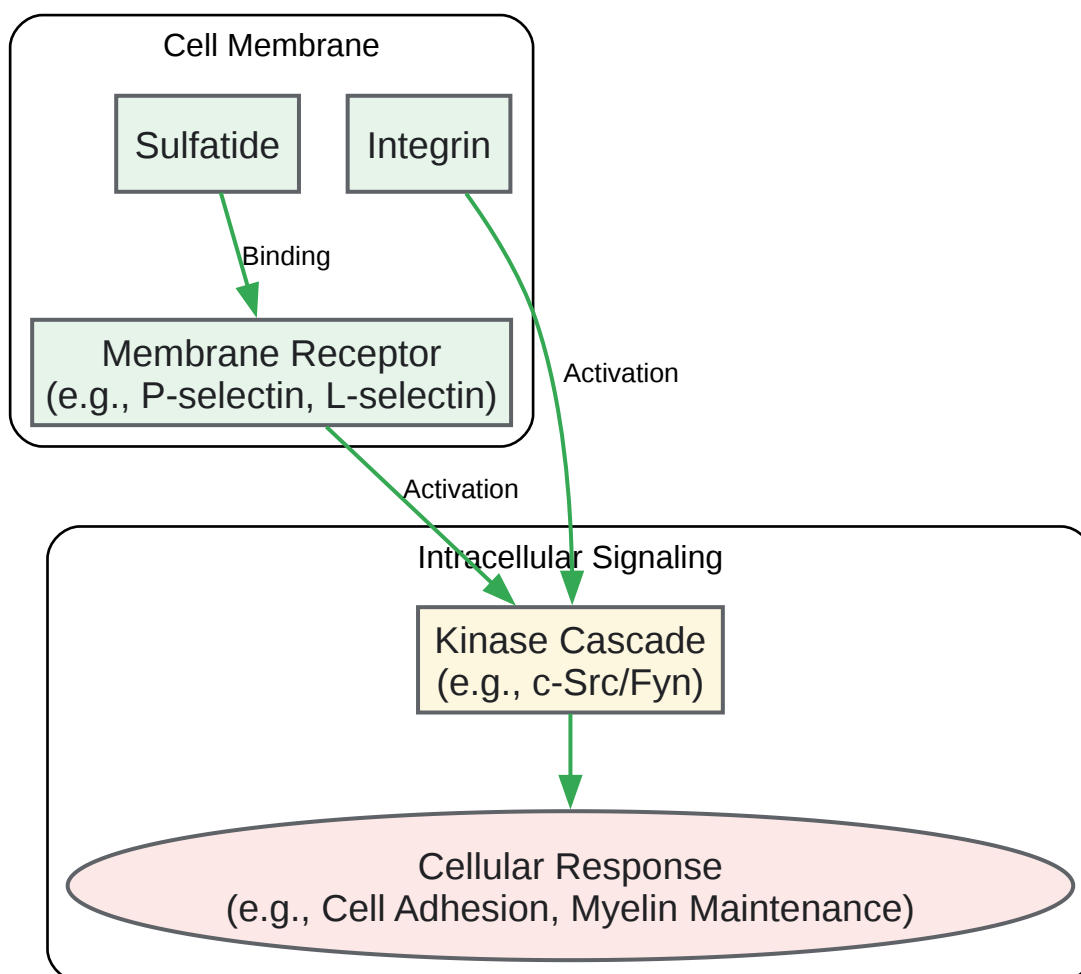 Cell Membrane
Sulfatide
Integrin
Binding
Membrane Receptor
(e.g., P-selectin, L-selectin)
Activation
Activation
Intracellular Signaling
Kinase Cascade
(e.g., c-Src/Fyn)
Cellular Response
(e.g., Cell Adhesion, Myelin Maintenance)